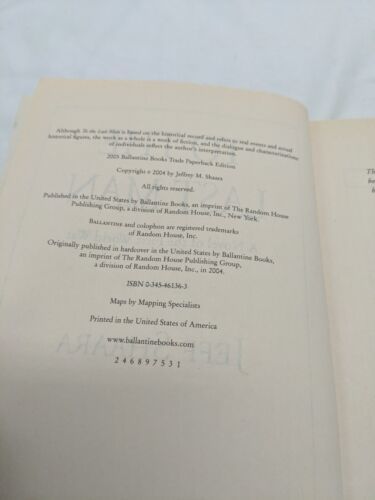 Although To the Last Man is based on the historical record and refers to real events and actual
historical figures, the work as a whole is a work of fiction, and the dialogue and characterizations
of individuals reflect the author's interpretation.
2005 Ballantine Books Trade Paperback Edition
Copyright © 2004 by Jeffrey M. Shaara
All rights reserved.
Published in the United States by Ballantine Books, an imprint of The Random House
Publishing Group, a division of Random House, Inc., New York.
BALLANTINE and colophon are registered trademarks
of Random House, Inc.
Originally published in hardcover in the United States by Ballantine Books,
an imprint of The Random House Publishing Group,
a division of Random House, Inc., in 2004.
ISBN 0-345-46136-3
Maps by Mapping Specialists
Printed in the United States of America
www.ballantinebooks.com
2 4 6 8 9 7 5 3 1